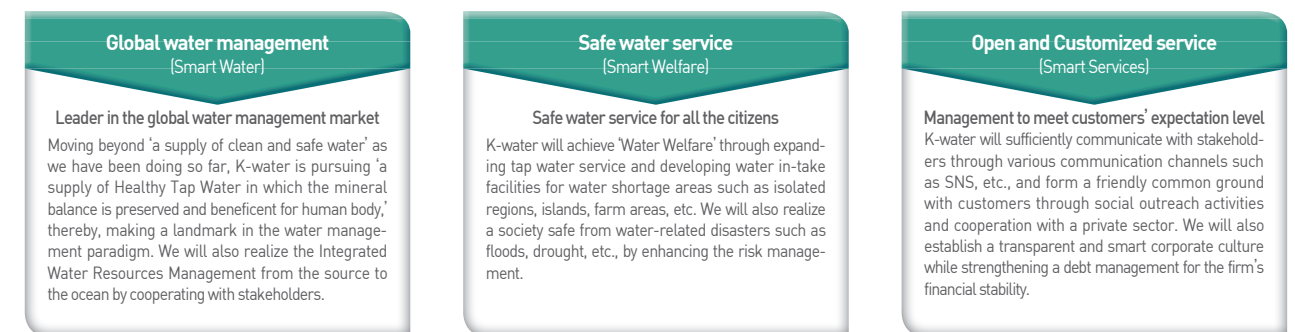 Global water management
(Smart Water)
Leader in the global water management market
Moving beyond ‘a supply of clean and safe water’ as
we have been doing so far, K-water is pursuing ‘a
supply of Healthy Tap Water in which the mineral
balance is preserved and beneficent for human body,’
thereby, making a landmark in the water manage-
ment paradigm. We will also realize the Integrated
Water Resources Management from the source to
the ocean by cooperating with stakeholders.
Safe water service
(Smart Welfare)
Safe water service for all the citizens
K-water will achieve ‘Water Welfare’ through expand-
ing tap water service and developing water in-take
facilities for water shortage areas such as isolated
regions, islands, farm areas, etc. We will also realize
a society safe from water-related disasters such as
floods, drought, etc., by enhancing the risk manage-
ment.
Open and Customized service
(Smart Services)
Management to meet customers’ expectation level
K-water will sufficiently communicate with stakehold-
ers through various communication channels such
as SNS, etc., and form a friendly common ground
with customers through social outreach activities
and cooperation with a private sector. We will also
establish a transparent and smart corporate culture
while strengthening a debt management for the firm’s
financial stability.